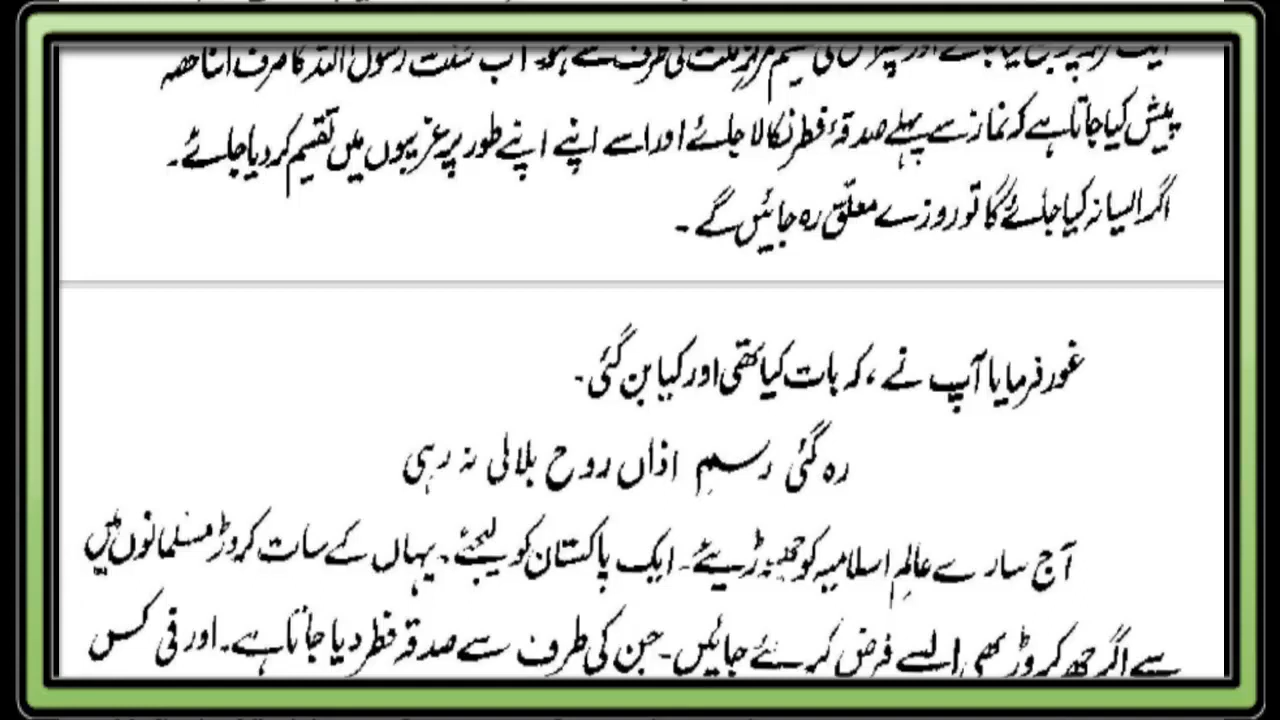 پیش کیا جاتا ہے کہ نماز سے پہلے صدقۂ فطر نکالا جائے اور اسے اپنے اپنے طور پر غریبوں میں تقسیم کر دیا جائے۔
اگر ایسا نہ کیا جائے گا تو روزے معلّق رہ جائیں گے۔
غور فرمایا آپ نے، کہ بات کیا تھی اور کیا بن گئی۔
رہ گئی رسمِ اذاں روحِ بلالی نہ رہی
آج سارے عالمِ اسلامیہ کو چھوڑیئے۔ ایک پاکستان کو لیجئے۔ یہاں کے سات کروڑ مسلمانوں میں
سے اگر چھ کروڑ بھی ایسے فرض کر لئے جائیں۔ جن کی طرف سے صدقۂ فطر دیا جاتا ہے۔ اور فی کس